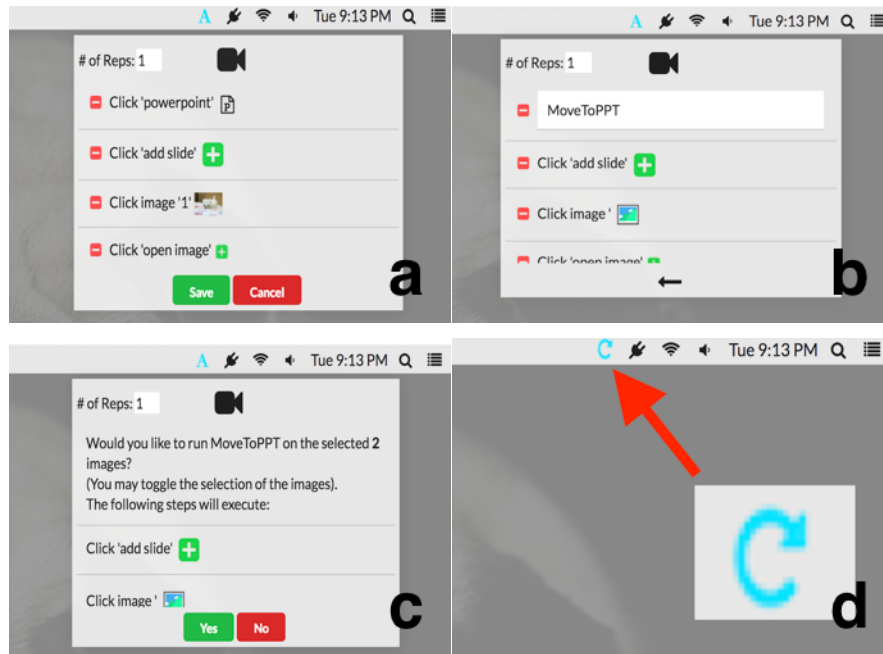 A Tue 9:13 PM
# of Reps: 1
Click 'powerpoint'
Click 'add slide'
Click image '1'
Click 'open image'
Save Cancel
a
A Tue 9:13 PM
# of Reps: 1
MoveToPPT
Click 'add slide'
Click image '
Click 'open image'
b
A Tue 9:13 PM
# of Reps: 1
Would you like to run MoveToPPT on the selected 2
images?
(You may toggle the selection of the images).
The following steps will execute:
Click 'add slide'
Click image '
Yes No
c
Tue 9:13 PM
d